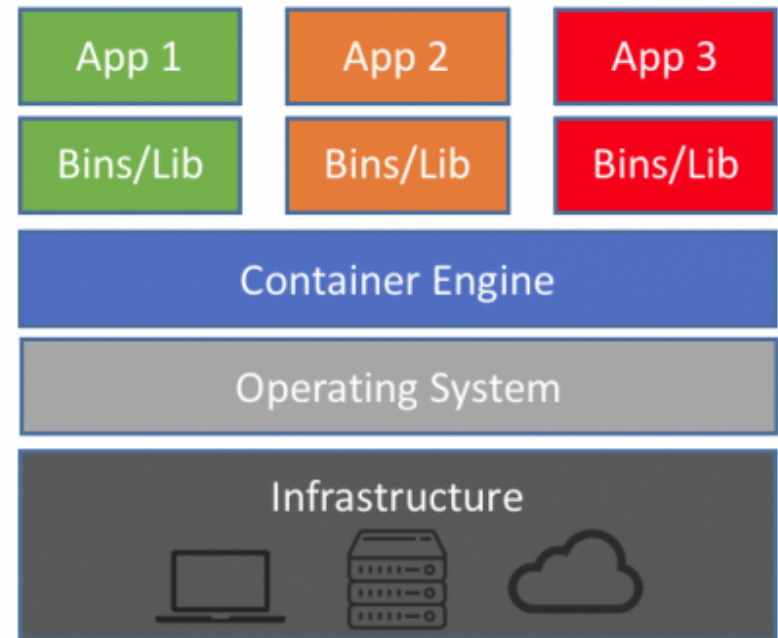 App 1
App 2
App 3
Bins/Lib
Bins/Lib
Bins/Lib
Container Engine
Operating System
Infrastructure